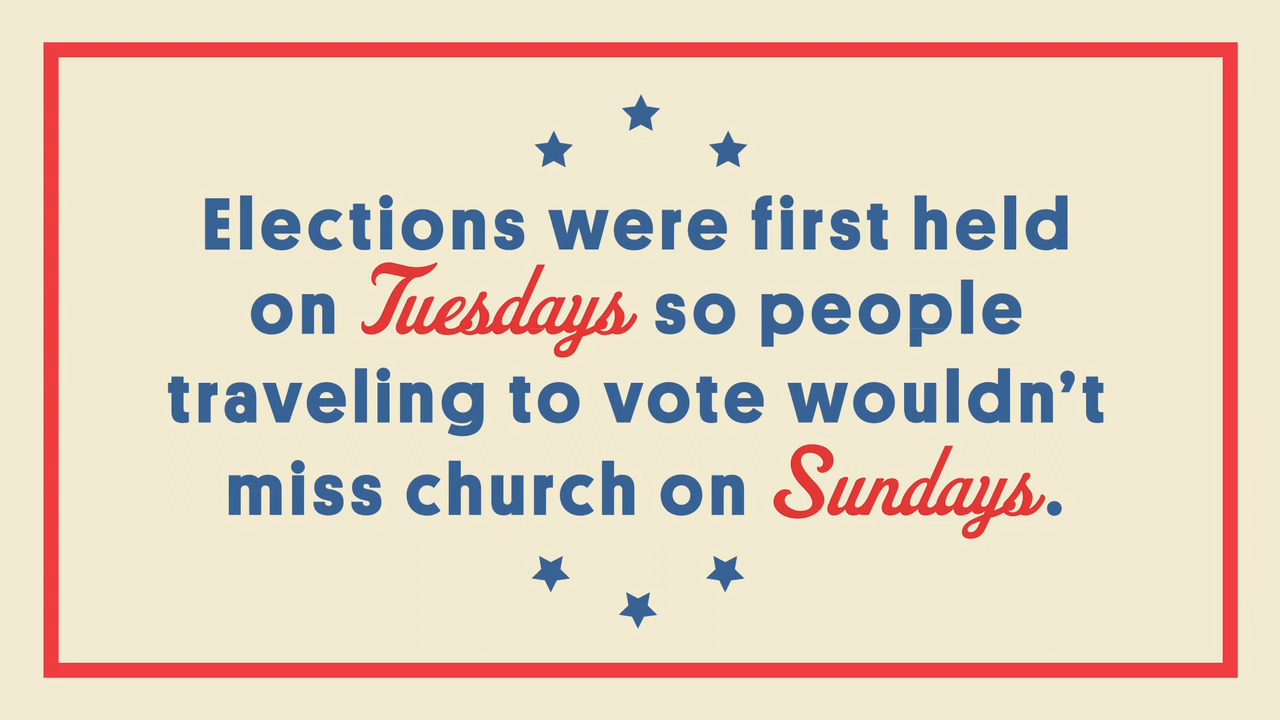 Elections were first held
on Tuesdays so people
traveling to vote wouldn’t
miss church on Sundays.